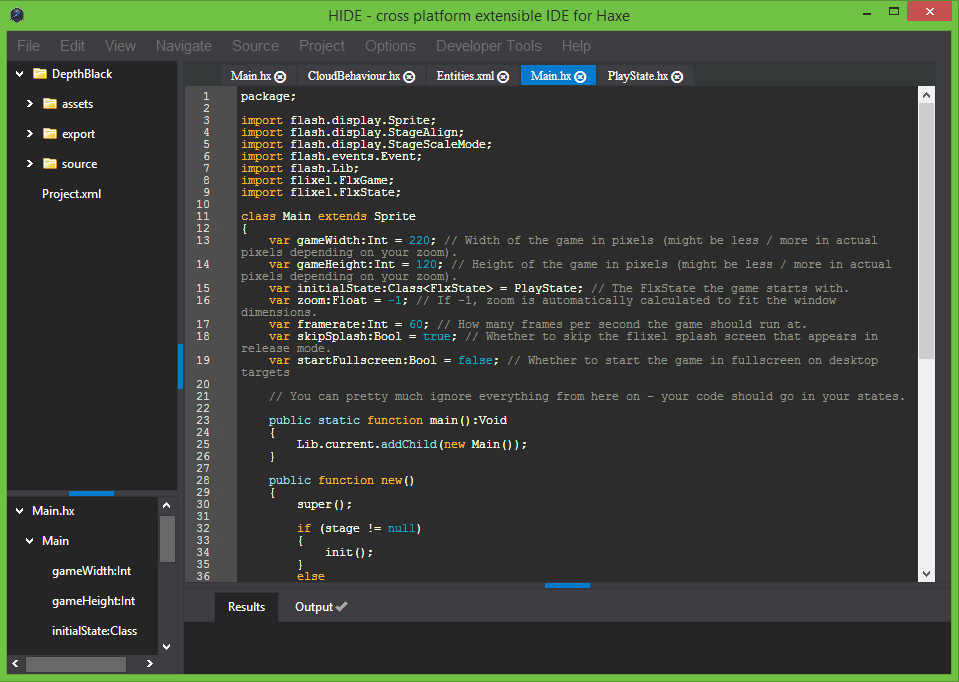 HIDE - cross platform extensible IDE for Haxe
File Edit View Navigate Source Project Options Developer Tools Help
DepthBlack
assets
export
source
Project.xml
Main.hx
Main
gameWidth:Int
gameHeight:Int
initialState:Class
Main.hx CloudBehaviour.hx Entities.xml Main.hx PlayState.hx
1 package;
2
3 import flash.display.Sprite;
4 import flash.display.StageAlign;
5 import flash.display.StageScaleMode;
6 import flash.events.Event;
7 import flash.Lib;
8 import flixel.FlxGame;
9 import flixel.FlxState;
10
11 class Main extends Sprite
12 {
13 var gameWidth:Int = 220; // Width of the game in pixels (might be less / more in actual
pixels depending on your zoom).
14 var gameHeight:Int = 120; // Height of the game in pixels (might be less / more in actual
pixels depending on your zoom).
15 var initialState:Class<FlxState> = PlayState; // The FlxState the game starts with.
16 var zoom:Float = -1; // If -1, zoom is automatically calculated to fit the window
dimensions.
17 var framerate:Int = 60; // How many frames per second the game should run at.
18 var skipSplash:Bool = true; // Whether to skip the flixel splash screen that appears in
release mode.
19 var startFullscreen:Bool = false; // Whether to start the game in fullscreen on desktop
targets
20
21 // You can pretty much ignore everything from here on - your code should go in your states.
22
23 public static function main():Void
24 {
25 Lib.current.addChild(new Main());
26 }
27
28 public function new()
29 {
30 super();
31
32 if (stage != null)
33 {
34 init();
35 }
36 else
Results Output